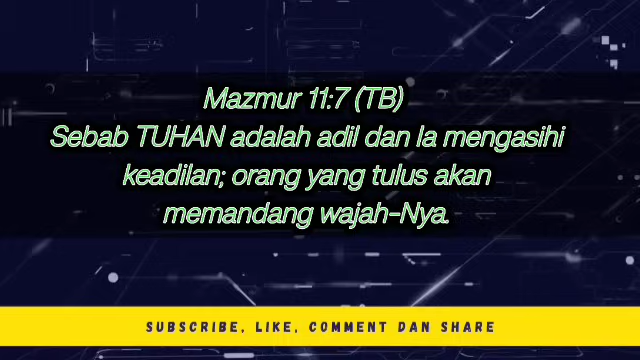 Mazmur 11:7 (TB)
Sebab TUHAN adalah adil dan Ia mengasihi
keadilan; orang yang tulus akan
memandang wajah-Nya.
SUBSCRIBE, LIKE, COMMENT DAN SHARE